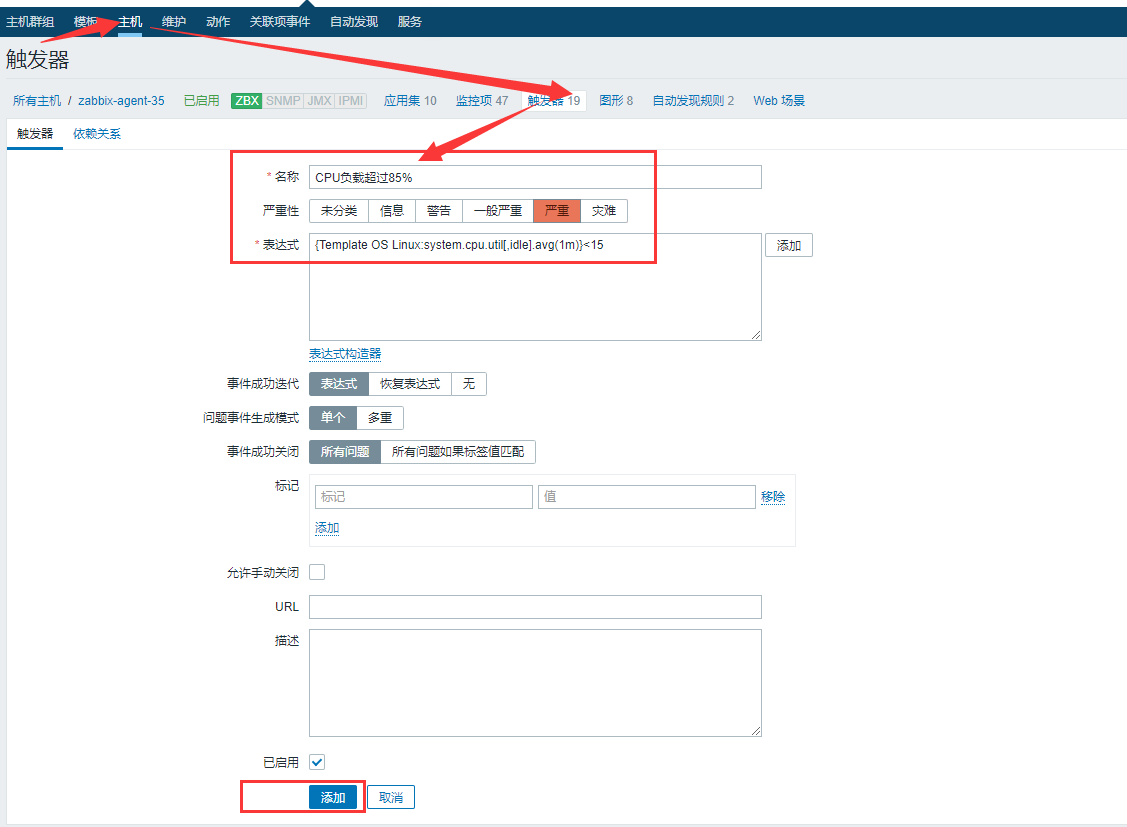 主机群组 模板 主机 维护 动作 关联项事件 自动发现 服务
触发器
所有主机 / zabbix-agent-35 已启用 ZBX SNMP JMX IPMI 应用集 10 监控项 47 触发器 19 图形 8 自动发现规则 2 Web 场景
触发器 依赖关系
* 名称 CPU负载超过85%
严重性 未分类 信息 警告 一般严重 严重 灾难
* 表达式 {Template OS Linux:system.cpu.util[,idle].avg(1m)}<15 添加
表达式构造器
事件成功迭代 表达式 恢复表达式 无
问题事件生成模式 单个 多重
事件成功关闭 所有问题 所有问题如果标签值匹配
标记 标记 值 移除
添加
允许手动关闭
URL
描述
已启用
添加 取消